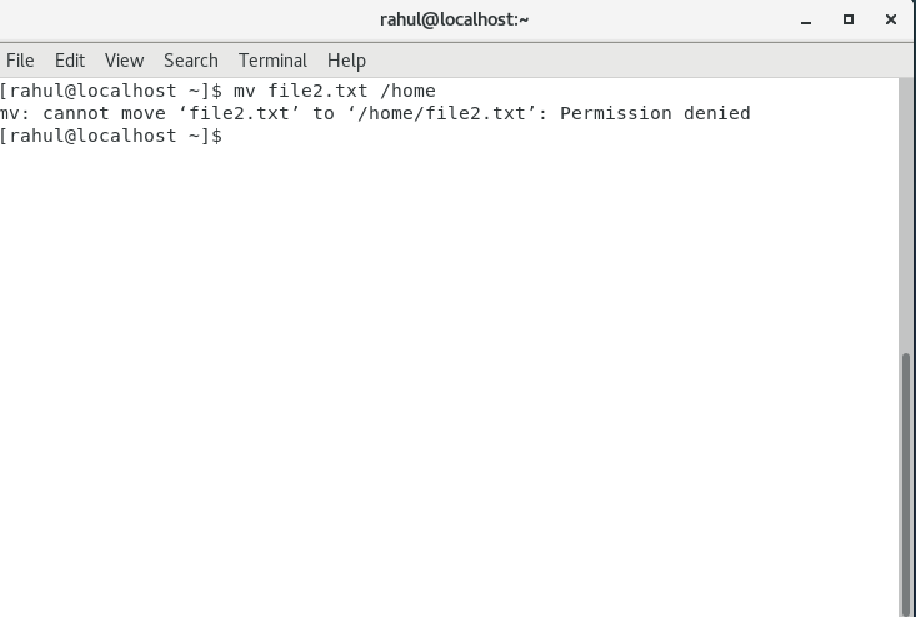 rahul@localhost:~
File Edit View Search Terminal Help
[rahul@localhost ~]$ mv file2.txt /home
mv: cannot move ‘file2.txt’ to ‘/home/file2.txt’: Permission denied
[rahul@localhost ~]$